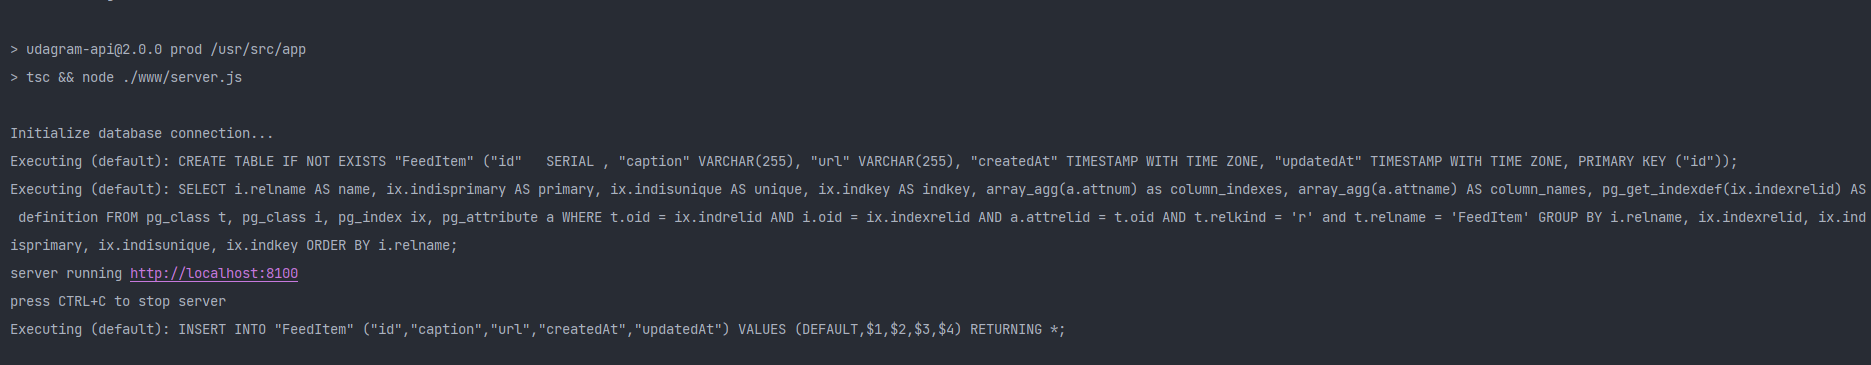 > udagram-api@2.0.0 prod /usr/src/app
> tsc && node ./www/server.js
Initialize database connection...
Executing (default): CREATE TABLE IF NOT EXISTS "FeedItem" ("id"   SERIAL , "caption" VARCHAR(255), "url" VARCHAR(255), "createdAt" TIMESTAMP WITH TIME ZONE, "updatedAt" TIMESTAMP WITH TIME ZONE, PRIMARY KEY ("id"));
Executing (default): SELECT i.relname AS name, ix.indisprimary AS primary, ix.indisunique AS unique, ix.indkey AS indkey, array_agg(a.attnum) as column_indexes, array_agg(a.attname) AS column_names, pg_get_indexdef(ix.indexrelid) AS
 definition FROM pg_class t, pg_class i, pg_index ix, pg_attribute a WHERE t.oid = ix.indrelid AND i.oid = ix.indexrelid AND a.attrelid = t.oid AND t.relkind = 'r' and t.relname = 'FeedItem' GROUP BY i.relname, ix.indexrelid, ix.ind
isprimary, ix.indisunique, ix.indkey ORDER BY i.relname;
server running http://localhost:8100
press CTRL+C to stop server
Executing (default): INSERT INTO "FeedItem" ("id","caption","url","createdAt","updatedAt") VALUES (DEFAULT,$1,$2,$3,$4) RETURNING *;